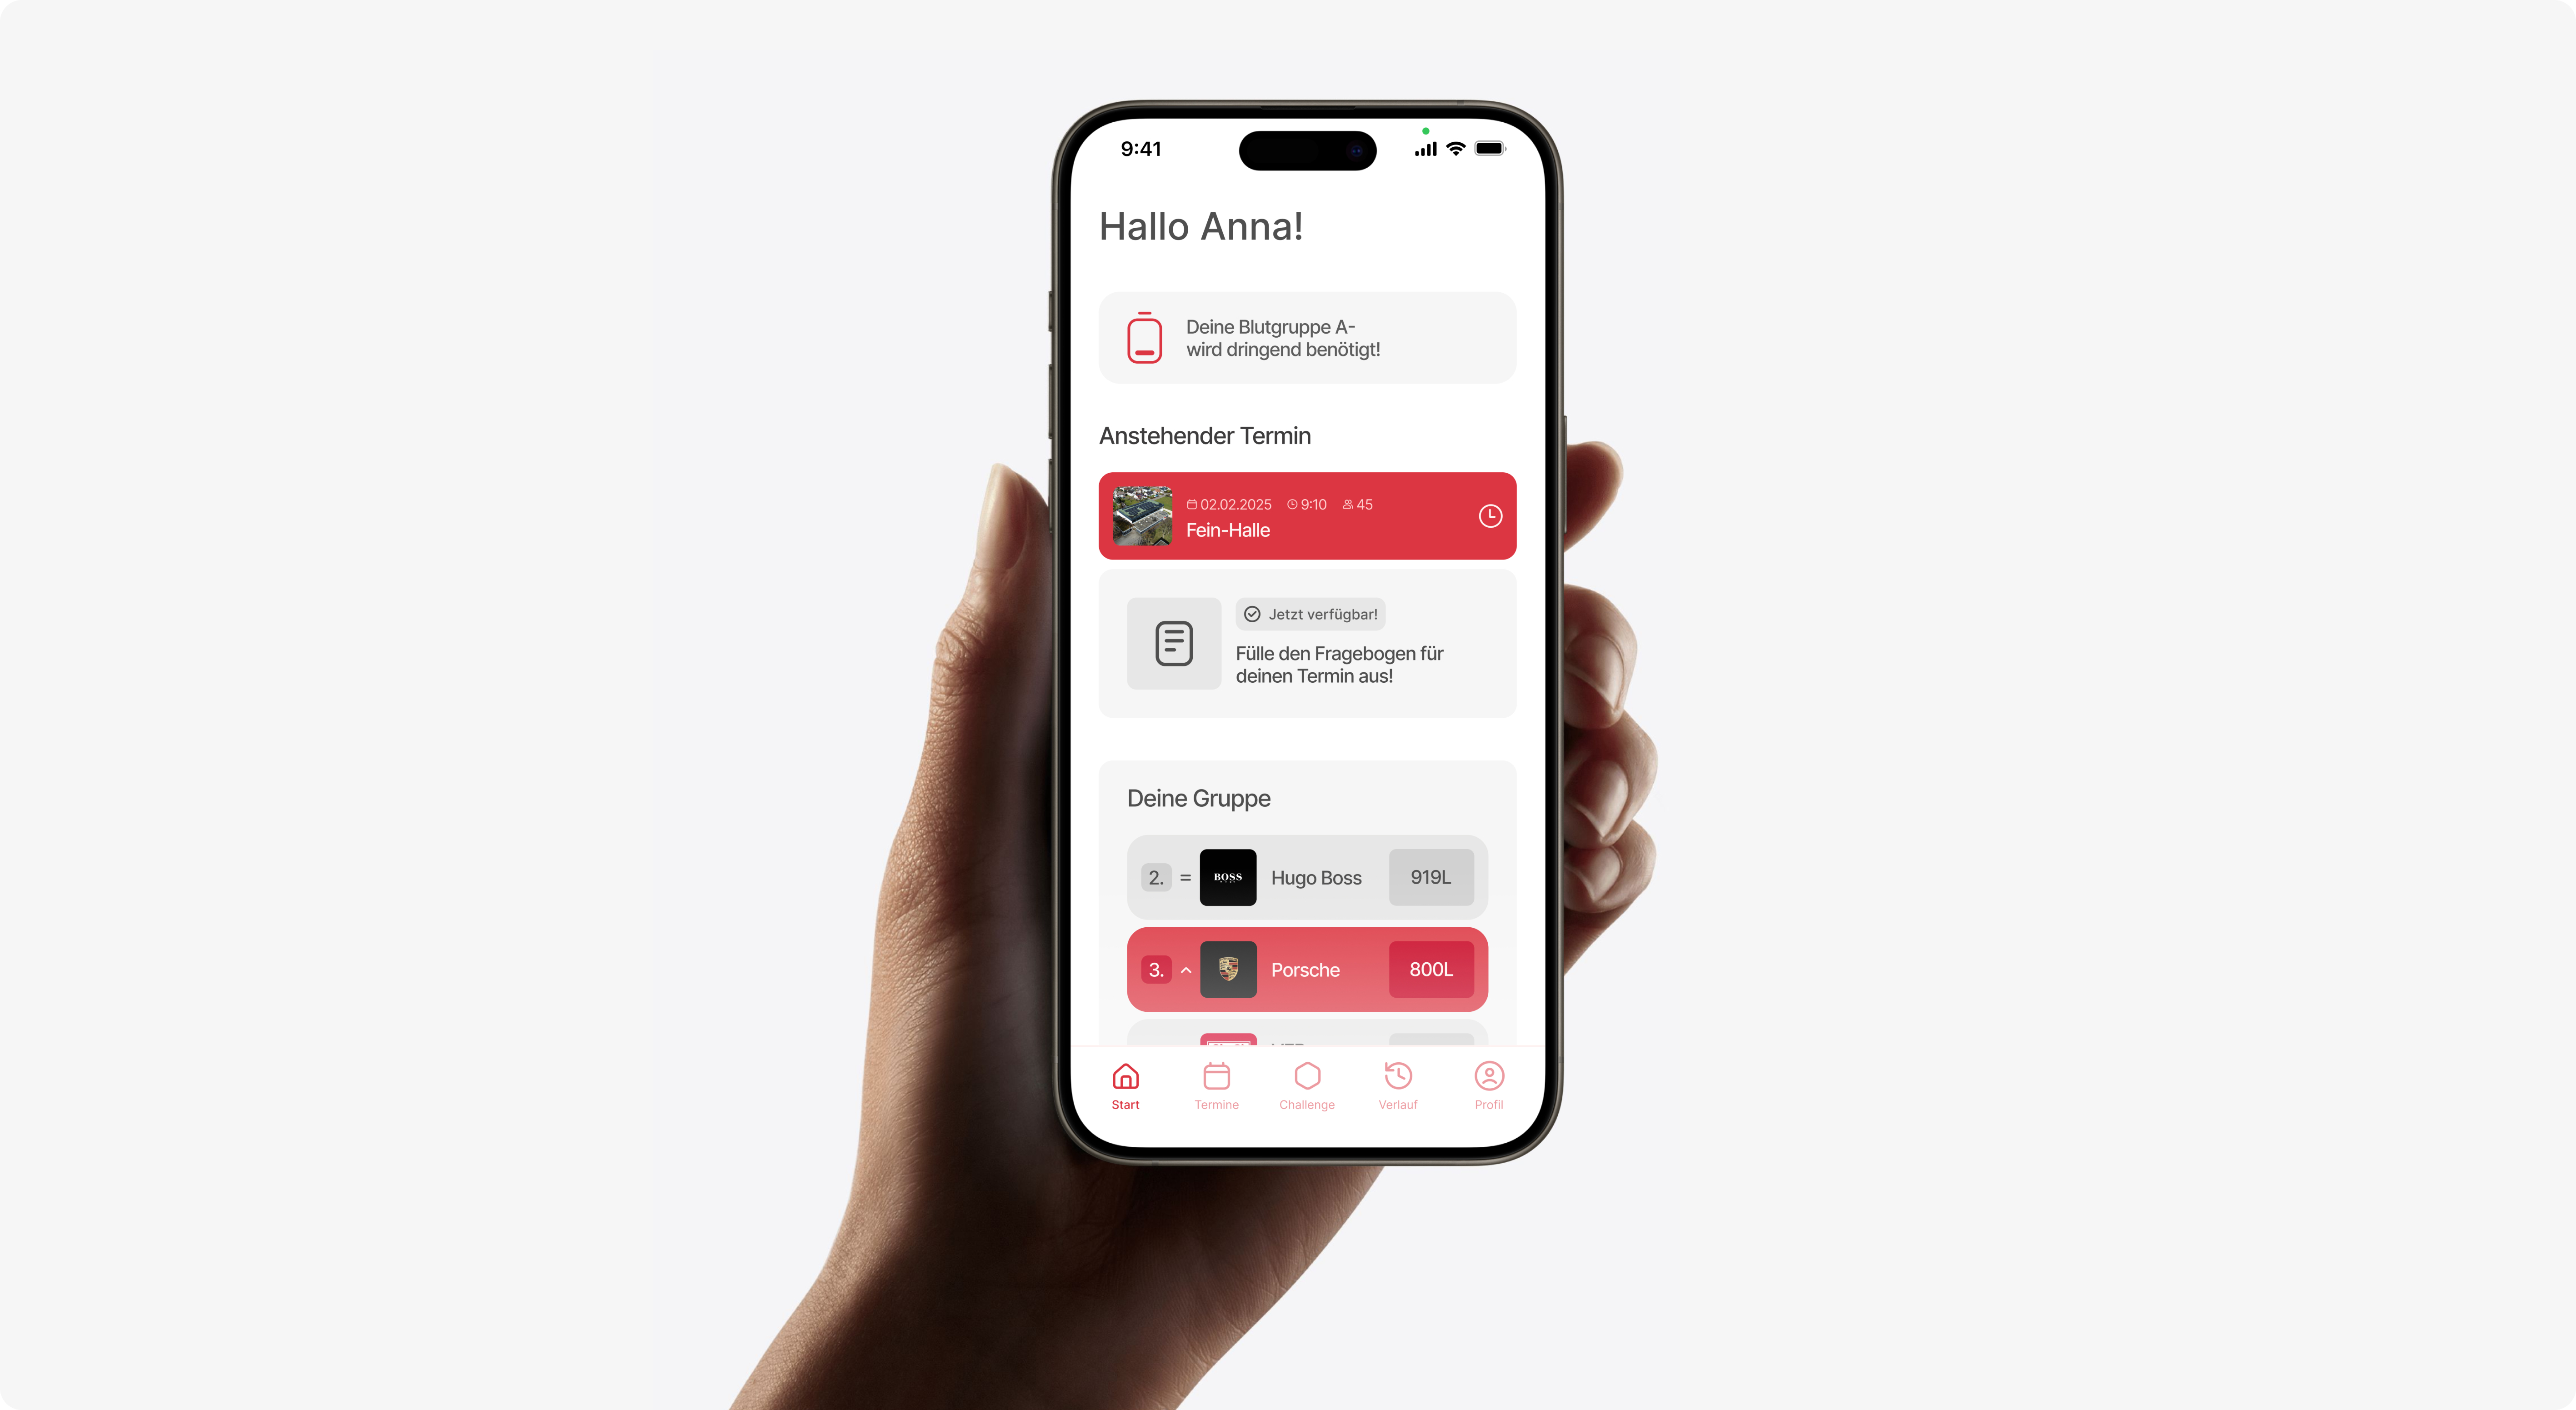 9:41
Hallo Anna!
Deine Blutgruppe A-
wird dringend benötigt!
Anstehender Termin
02.02.2025 9:10 45
Fein-Halle
Jetzt verfügbar!
Fülle den Fragebogen für
deinen Termin aus!
Deine Gruppe
2. = BOSS Hugo Boss 919L
3. Porsche 800L
Start Termine Challenge Verlauf Profil